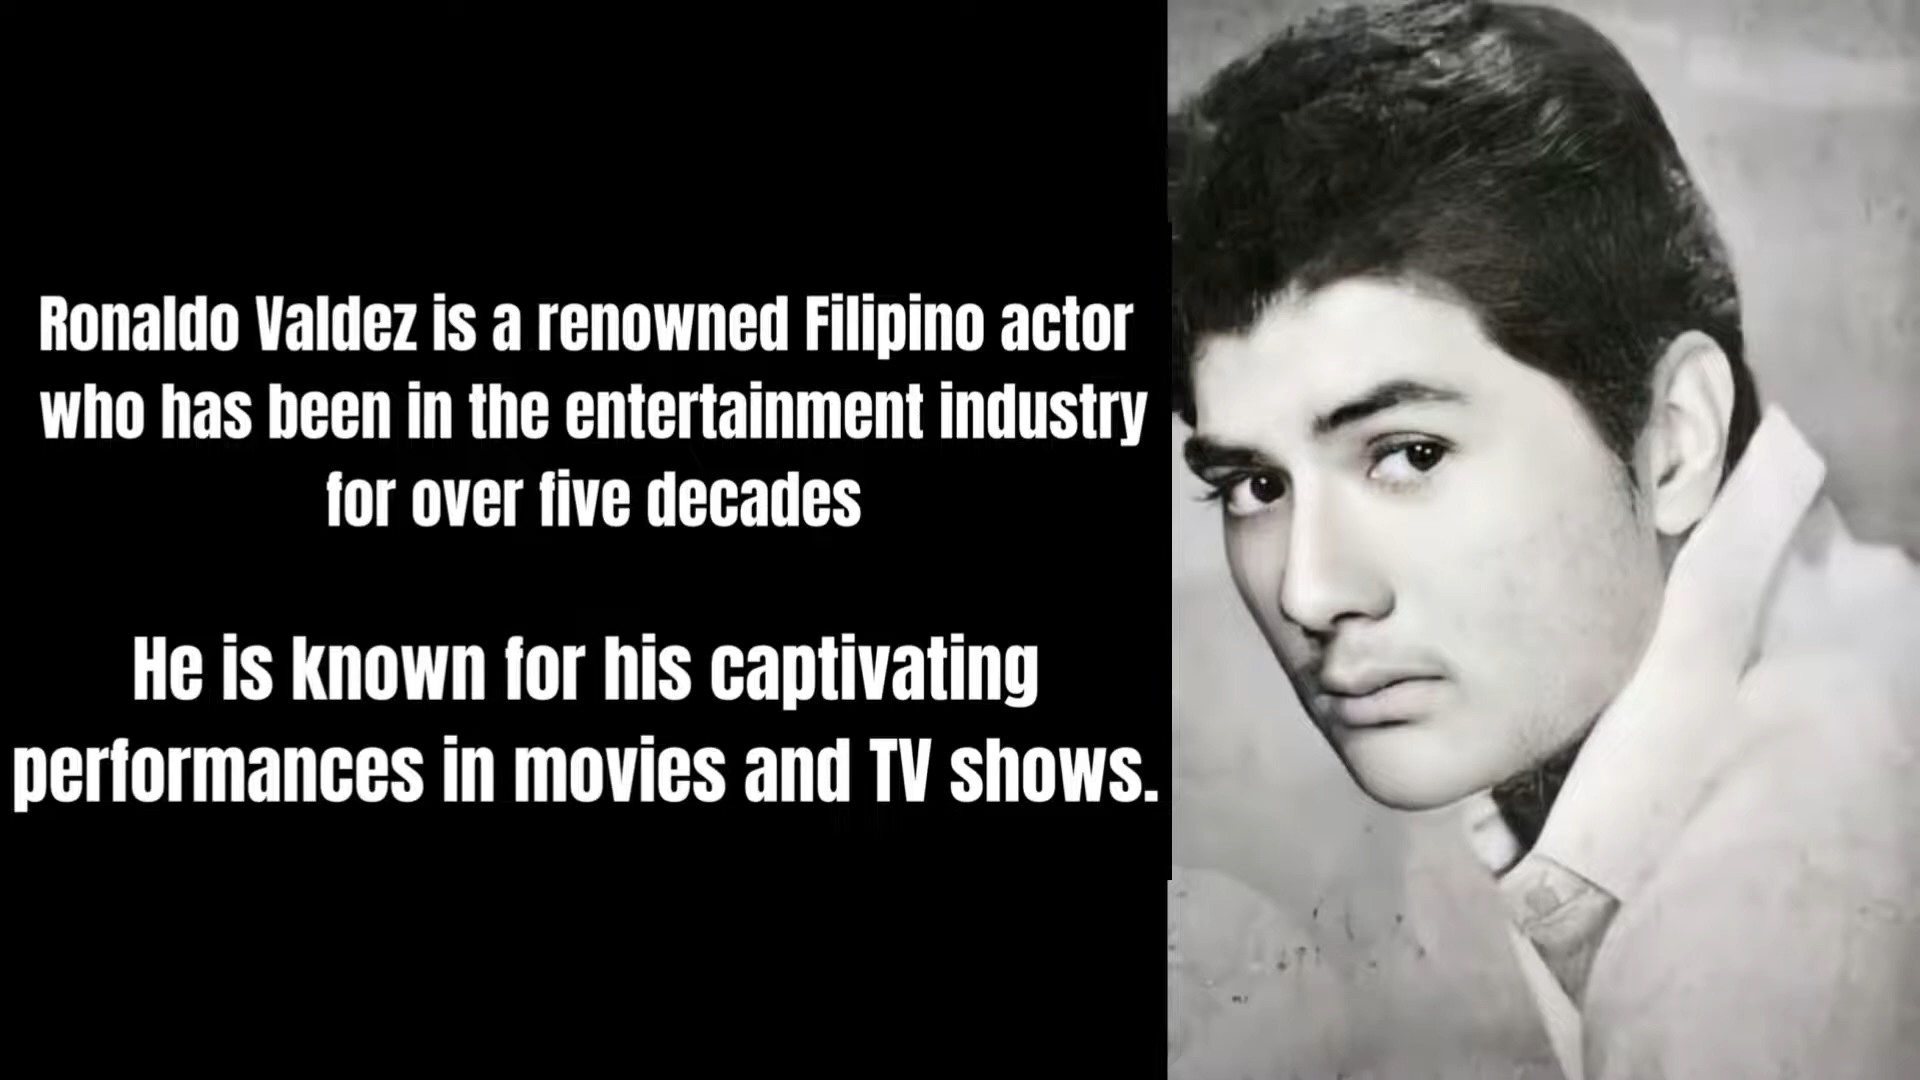 Ronaldo Valdez is a renowned Filipino actor
who has been in the entertainment industry
for over five decades
He is known for his captivating
performances in movies and TV shows.